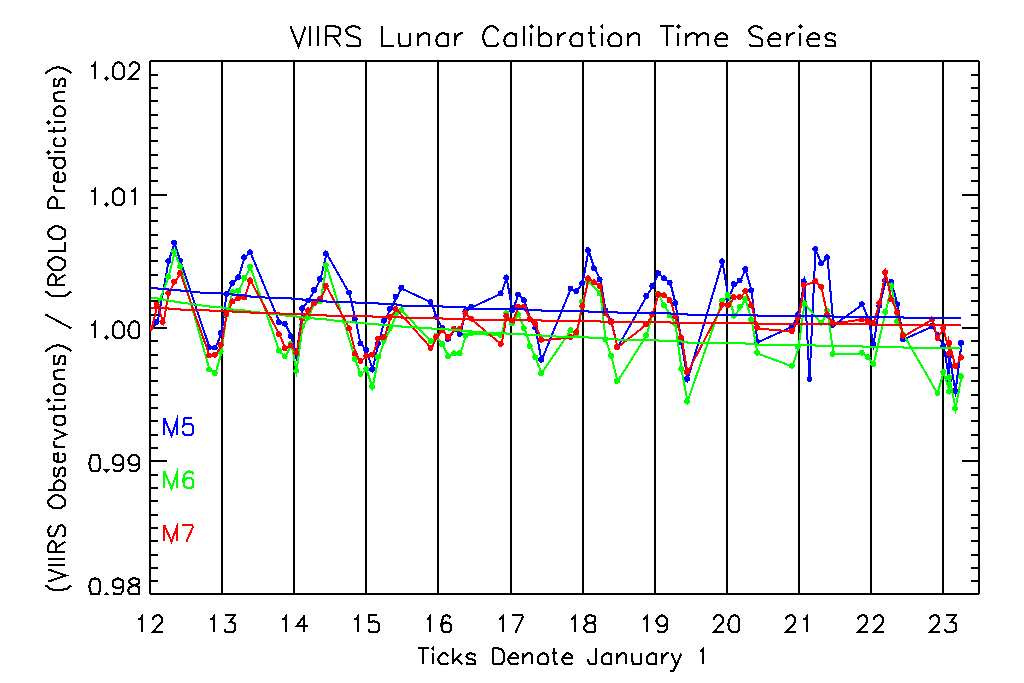 VIIRS Lunar Calibration Time Series
(VIIRS Observations) / (ROLO Predictions)
1.02
1.01
1.00
0.99
0.98
M5
M6
M7
12 13 14 15 16 17 18 19 20 21 22 23
Ticks Denote January 1